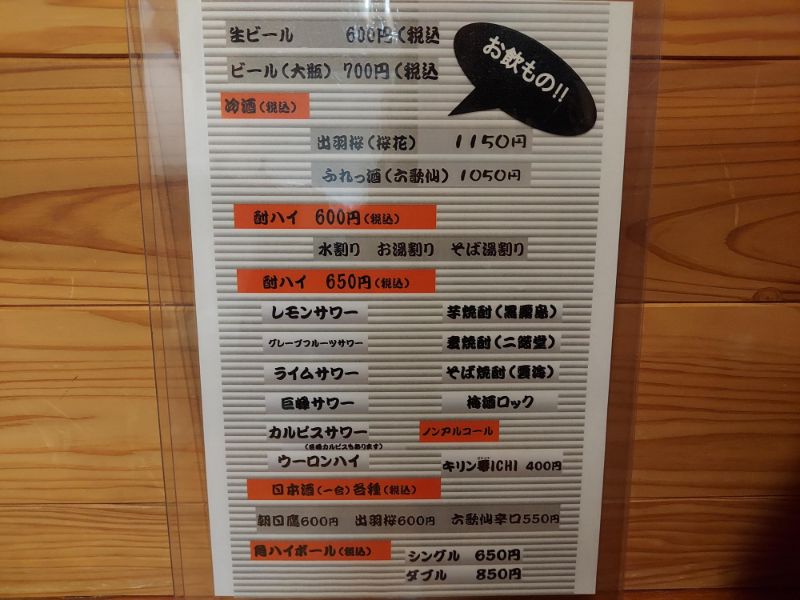 生ビール 600円(税込
お飲もの!!
ビール(大瓶) 700円(税込
冷酒(税込)
出羽桜(桜花) 1150円
ふれっ酒(六歌仙) 1050円
酎ハイ 600円(税込)
水割り お湯割り そば湯割り
酎ハイ 650円(税込)
レモンサワー 芋焼酎(黒霧島)
グレープフルーツサワー 麦焼酎(二階堂)
ライムサワー そば焼酎(雲海)
巨峰サワー 梅酒ロック
カルピスサワー ノンアルコール
(巨峰カルピスもあります)
ウーロンハイ キリン零ICHI 400円
日本酒(一合)各種(税込)
朝日鷹600円 出羽桜600円 六歌仙辛口550円
角ハイボール(税込) シングル 650円
ダブル 850円